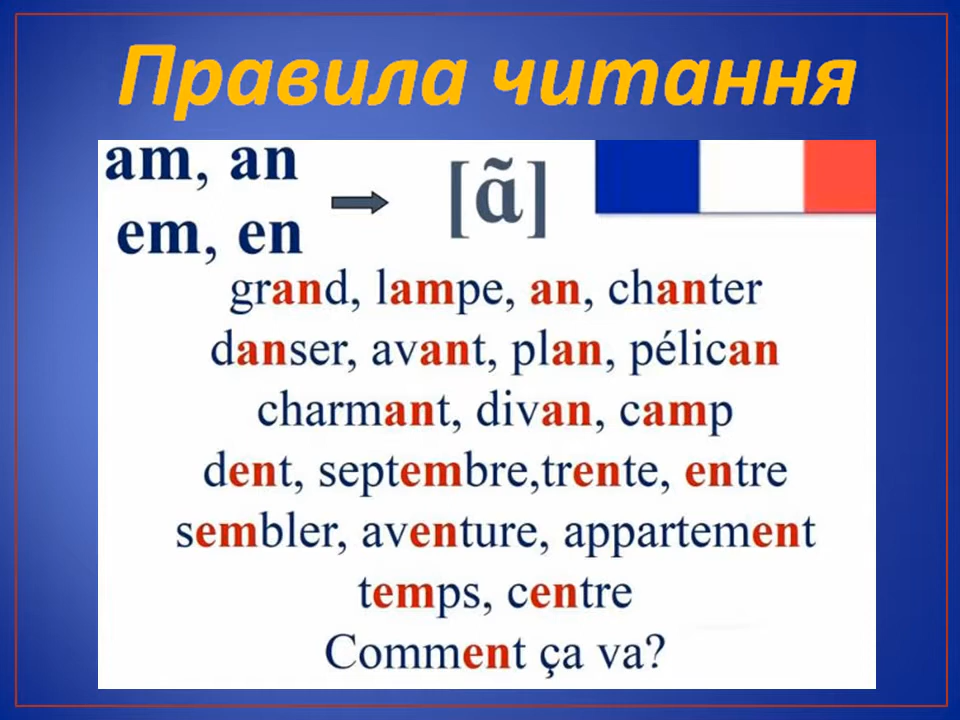 Правила читання
am, an
em, en
[ɑ̃]
grand, lampe, an, chanter
danser, avant, plan, pélican
charmant, divan, camp
dent, septembre,trente, entre
sembler, aventure, appartement
temps, centre
Comment ça va?